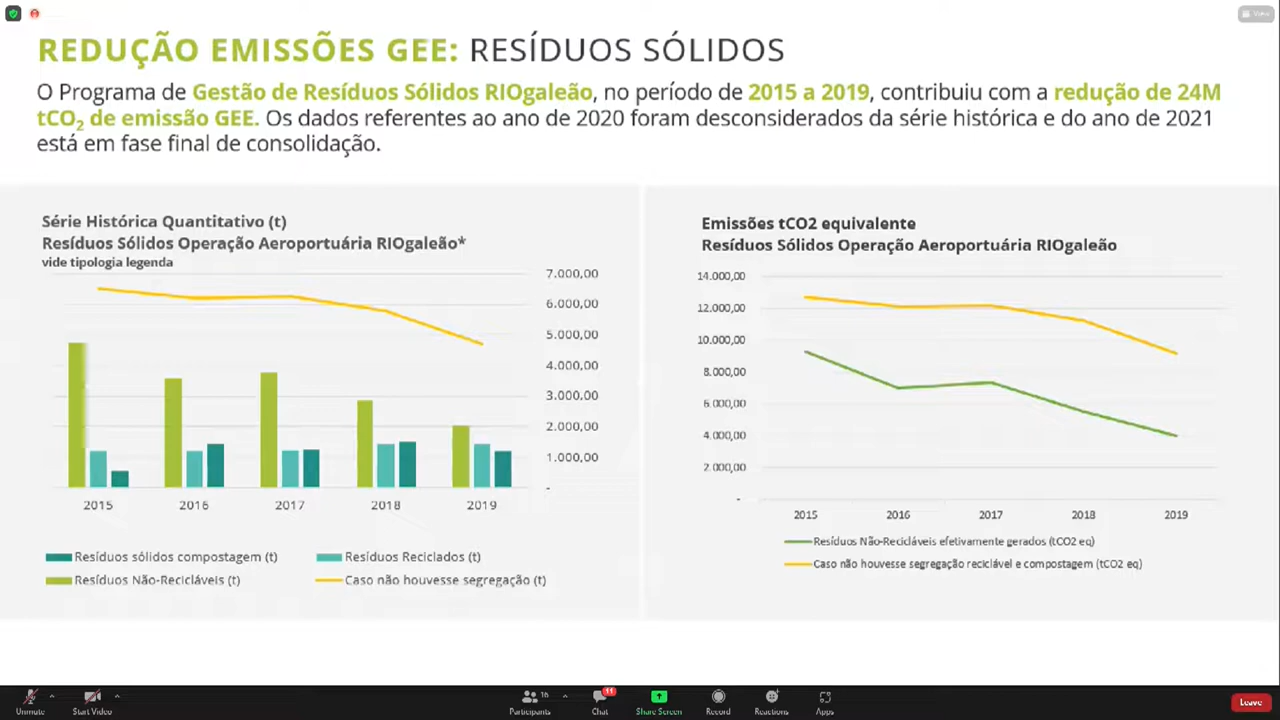 View
REDUÇÃO EMISSÕES GEE: RESÍDUOS SÓLIDOS
O Programa de Gestão de Resíduos Sólidos RIOgaleão, no período de 2015 a 2019, contribuiu com a redução de 24M
tCO2 de emissão GEE. Os dados referentes ao ano de 2020 foram desconsiderados da série histórica e do ano de 2021
está em fase final de consolidação.
Série Histórica Quantitativo (t)
Resíduos Sólidos Operação Aeroportuária RIOgaleão*
vide tipologia legenda
7.000,00
6.000,00
5.000,00
4.000,00
3.000,00
2.000,00
1.000,00
-
2015 2016 2017 2018 2019
Resíduos sólidos compostagem (t) Resíduos Reciclados (t)
Resíduos Não-Recicláveis (t) Caso não houvesse segregação (t)
Emissões tCO2 equivalente
Resíduos Sólidos Operação Aeroportuária RIOgaleão
14.000,00
12.000,00
10.000,00
8.000,00
6.000,00
4.000,00
2.000,00
-
2015 2016 2017 2018 2019
Resíduos Não-Recicláveis efetivamente gerados (tCO2 eq)
Caso não houvesse segregação reciclável e compostagem (tCO2 eq)
16 11
Unmute Start Video Participants Chat Share Screen Record Reactions Apps Leave